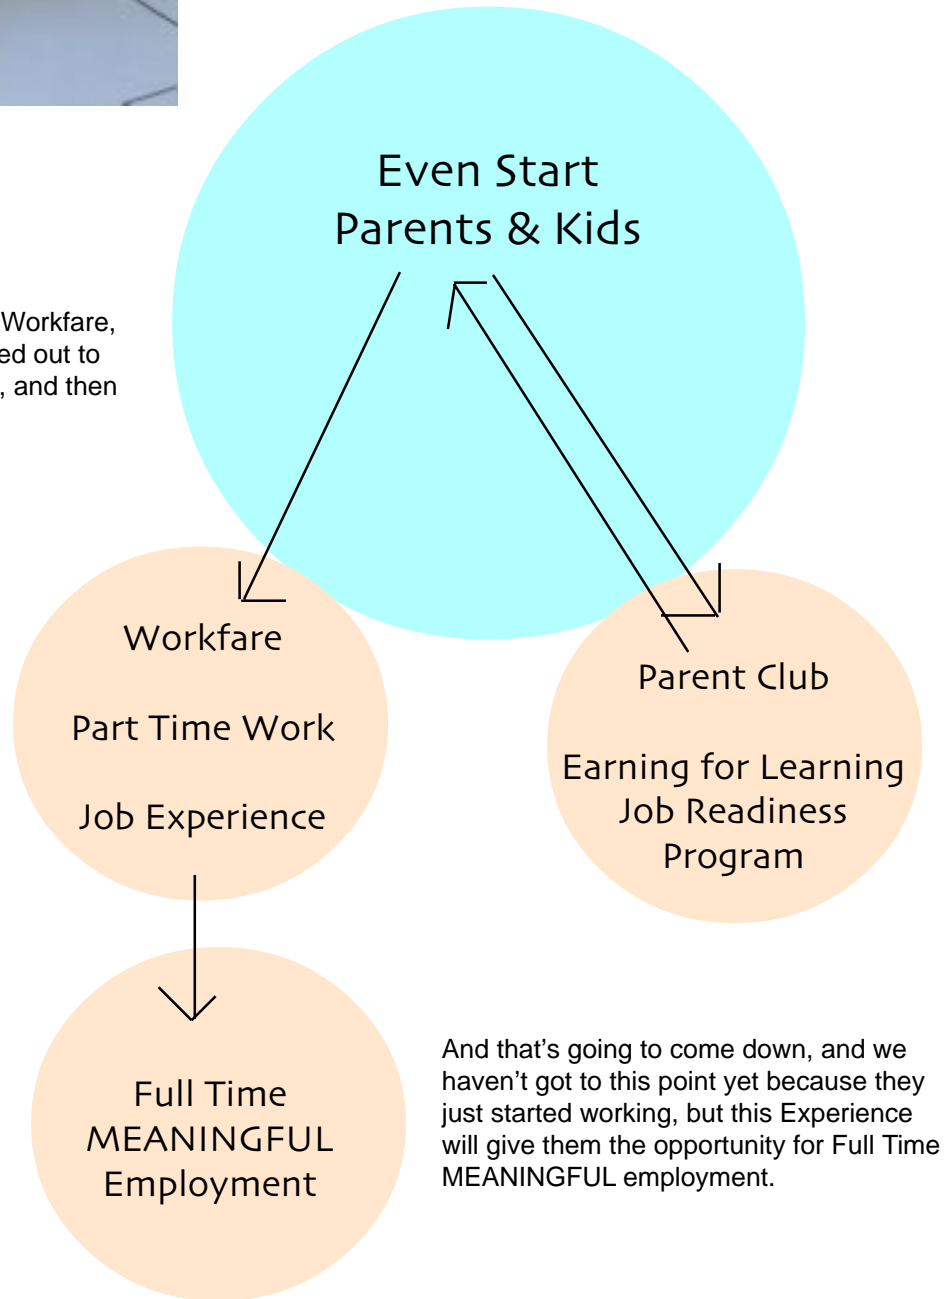 Even Start
Parents & Kids
Workfare,
ed out to
, and then
Workfare
Part Time Work
Job Experience
Parent Club
Earning for Learning
Job Readiness
Program
Full Time
MEANINGFUL
Employment
And that's going to come down, and we
haven't got to this point yet because they
just started working, but this Experience
will give them the opportunity for Full Time
MEANINGFUL employment.